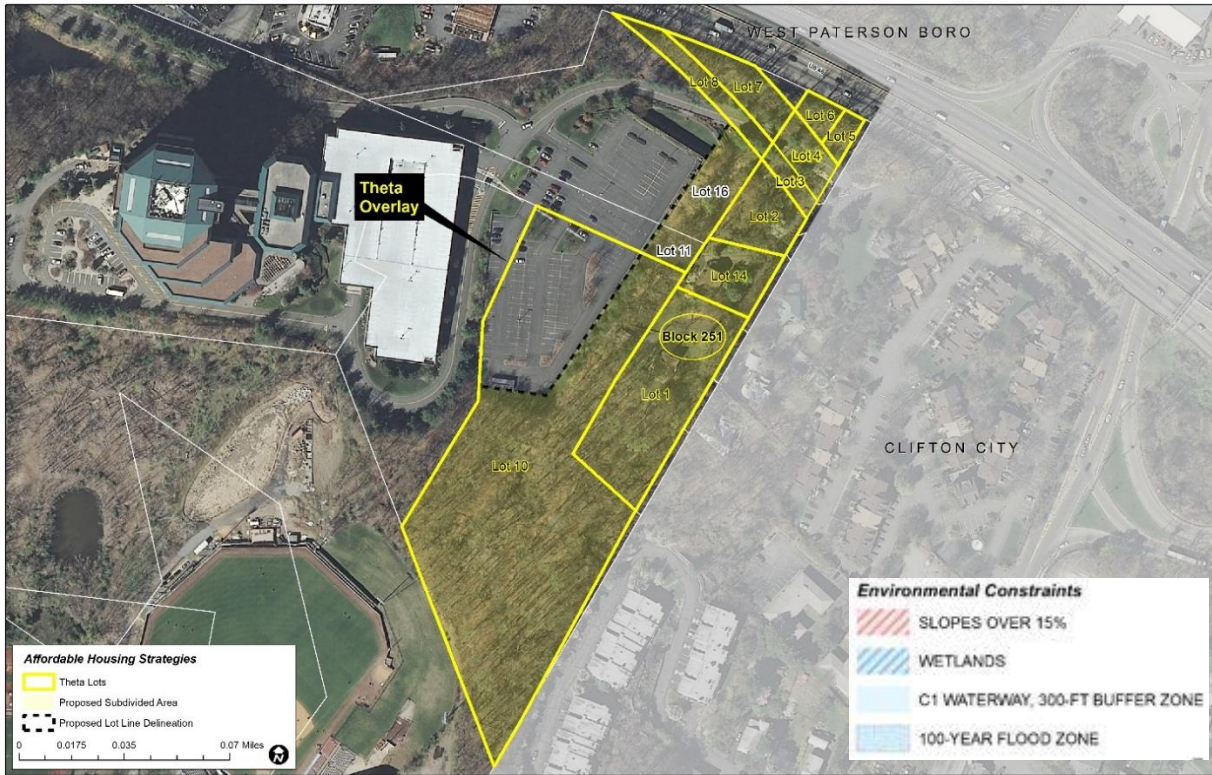 WEST PATERSON BORO
Lot 8
Lot 7
Lot 6
Lot 5
Lot 4
Lot 3
Lot 16
Lot 2
Theta
Overlay
Lot 11
Lot 14
Block 251
Lot 1
CLIFTON CITY
Lot 10
Affordable Housing Strategies
Theta Lots
Proposed Subdivided Area
Proposed Lot Line Delineation
0 0.0175 0.035 0.07 Miles
N
Environmental Constraints
SLOPES OVER 15%
WETLANDS
C1 WATERWAY, 300-FT BUFFER ZONE
100-YEAR FLOOD ZONE